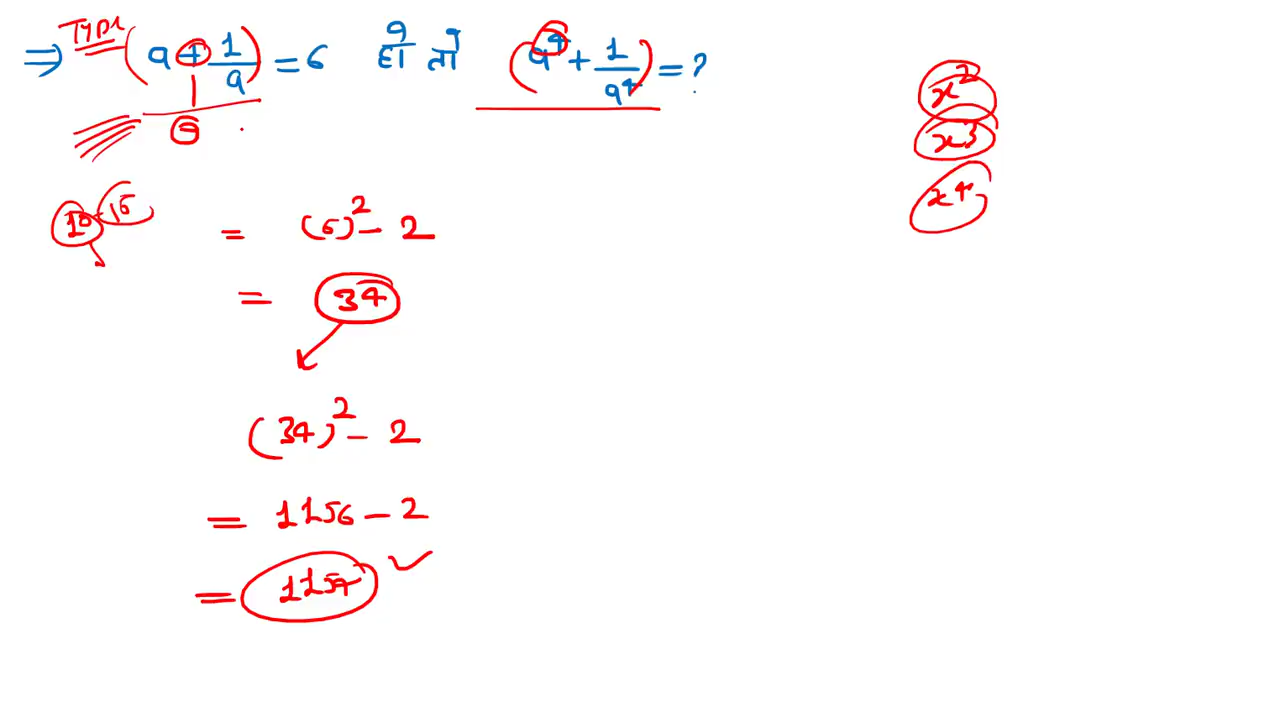 Type
⇒ (a + 1/a) = 6 हो तो (a⁴ + 1/a⁴) = ?
x²
x³
x⁴
= (6)² - 2
= 34
(34)² - 2
= 1156 - 2
= 1154 ✓